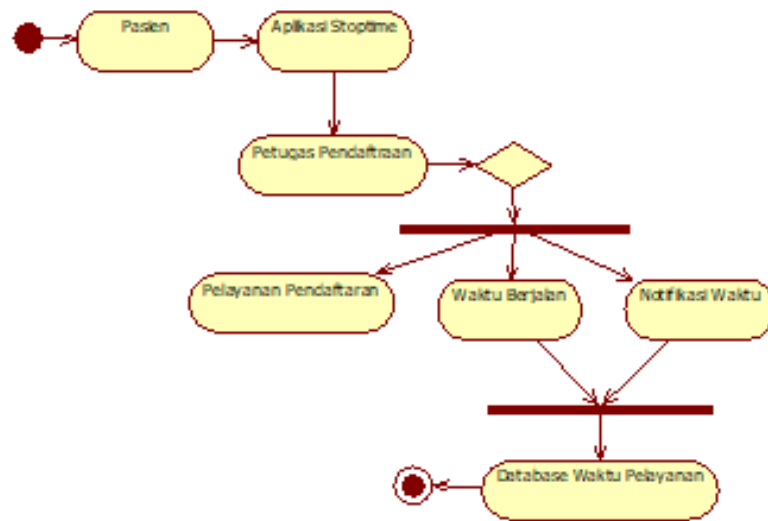 Pasien
Aplikasi Stoptime
Petugas Pendaftraan
Pelayanan Pendaftaran
Waktu Berjalan
Notifikasi Waktu
Database Waktu Pelayanan